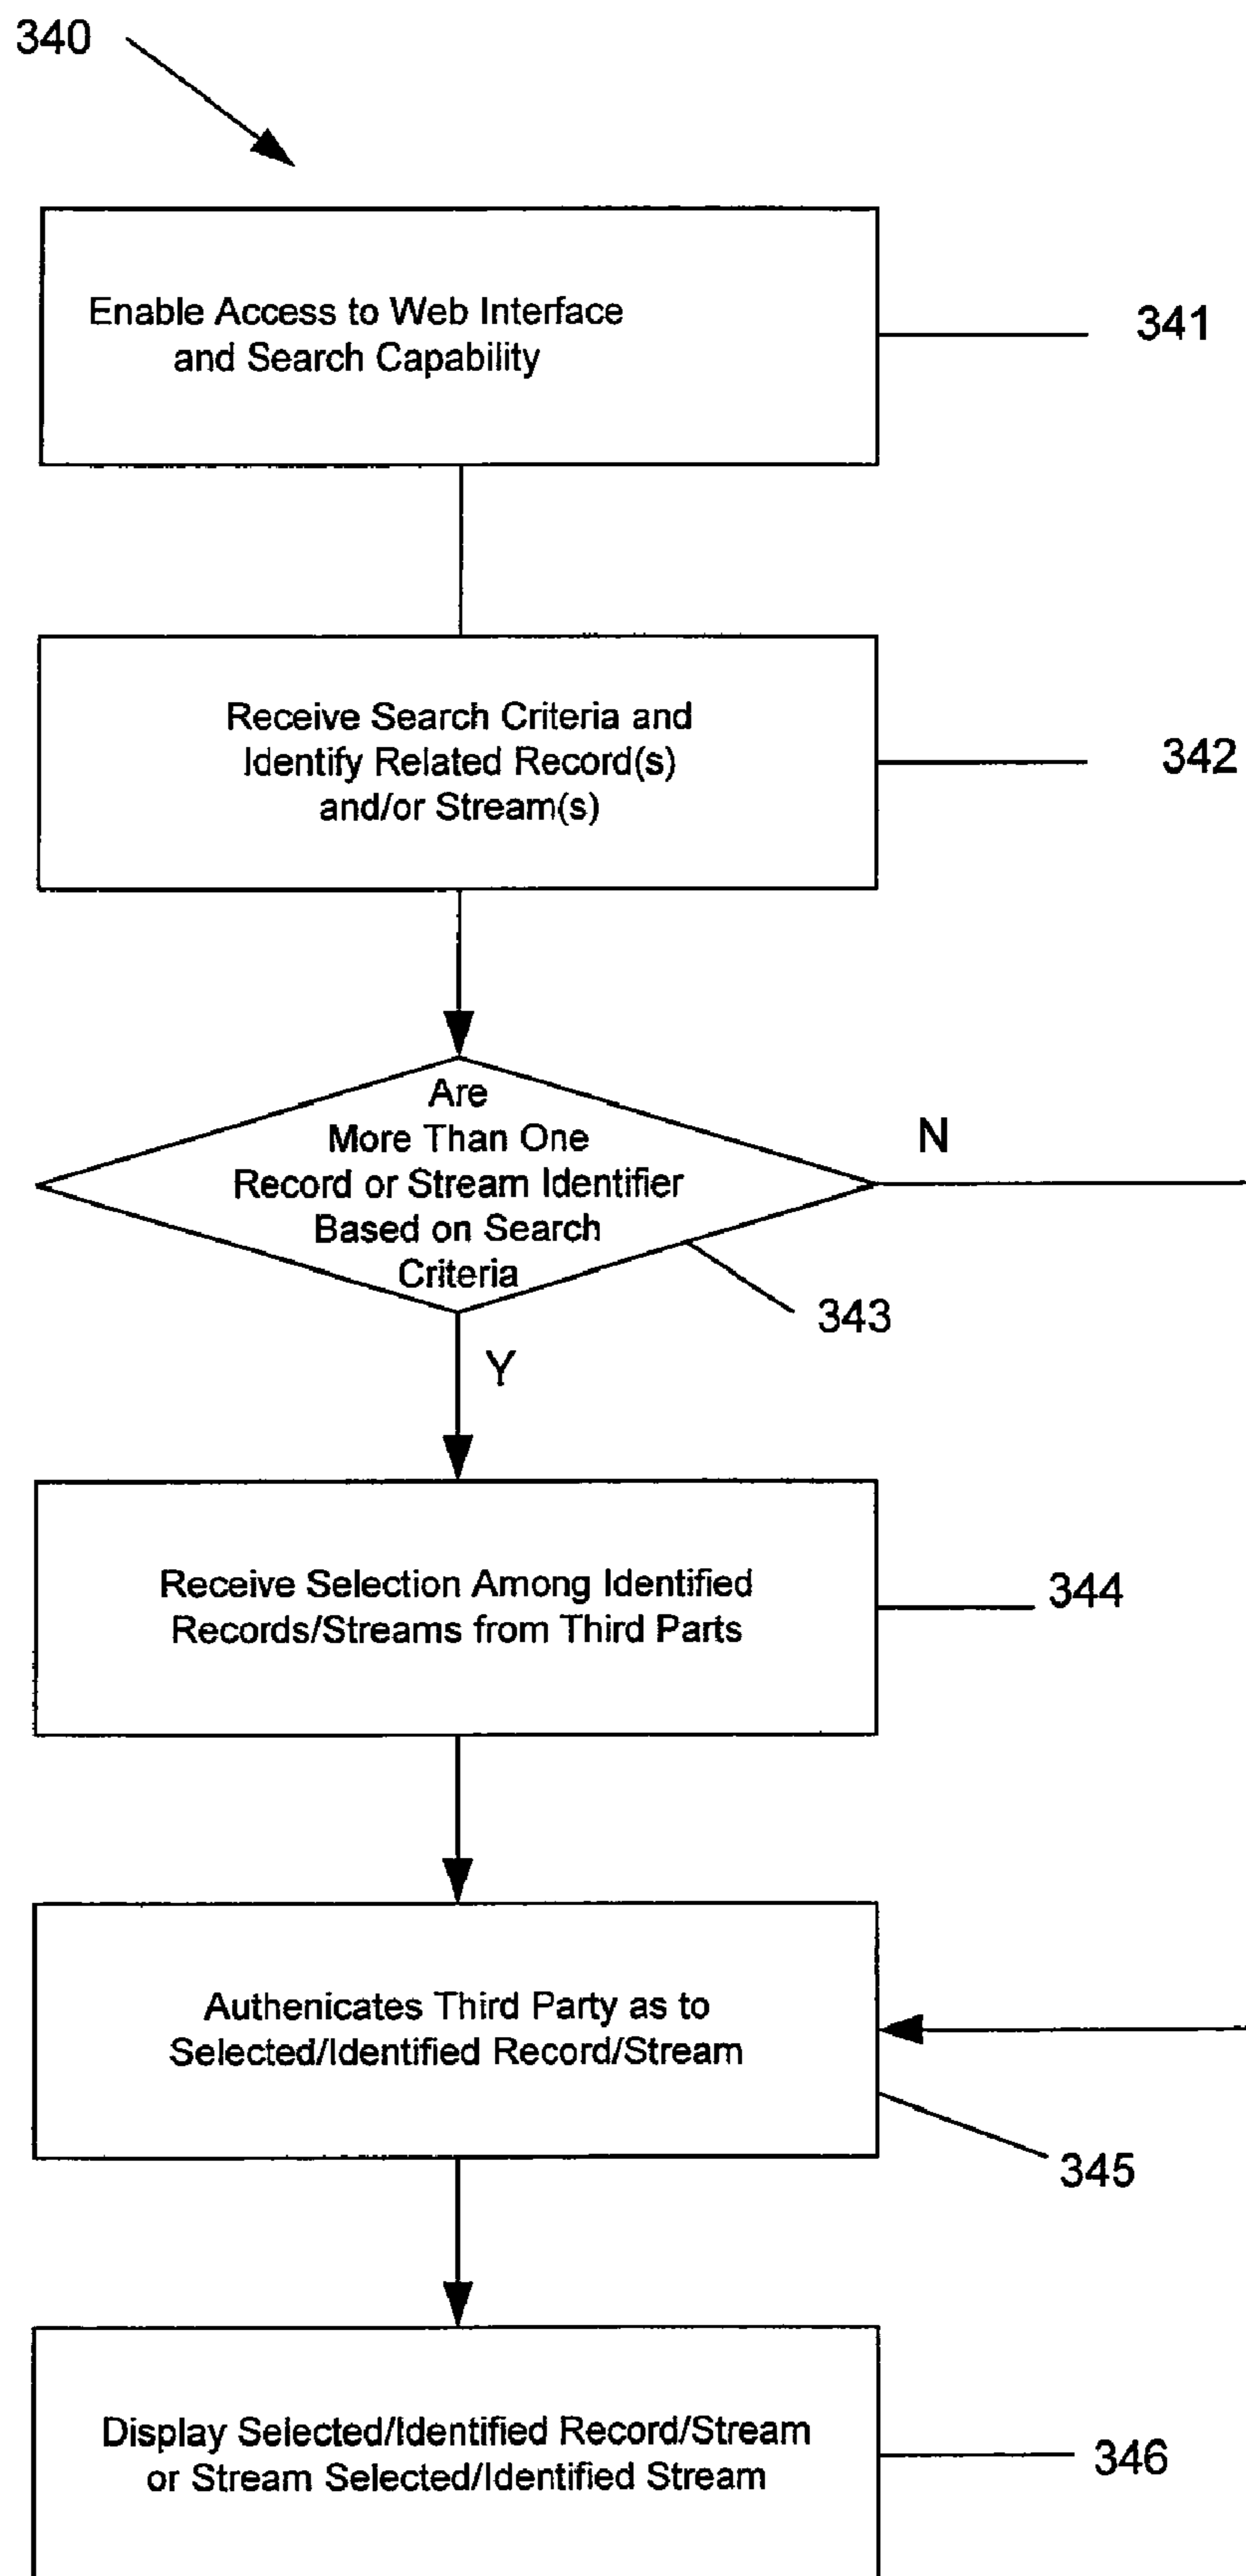 340
Enable Access to Web Interface
and Search Capability
341
Receive Search Criteria and
Identify Related Record(s)
and/or Stream(s)
342
Are
More Than One
Record or Stream Identifier
Based on Search
Criteria
N
343
Y
Receive Selection Among Identified
Records/Streams from Third Parts
344
Authenicates Third Party as to
Selected/Identified Record/Stream
345
Display Selected/Identified Record/Stream
or Stream Selected/Identified Stream
346